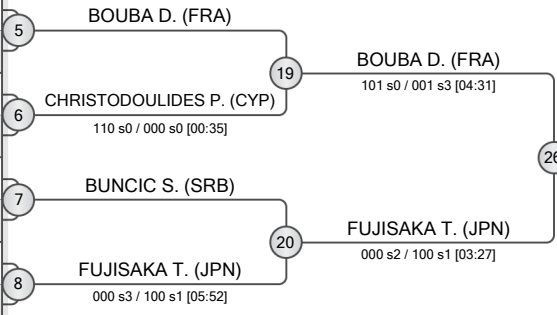 BOUBA D. (FRA)
5
19
BOUBA D. (FRA)
101 s0 / 001 s3 [04:31]
CHRISTODOULIDES P. (CYP)
6
110 s0 / 000 s0 [00:35]
26
BUNCIC S. (SRB)
7
20
FUJISAKA T. (JPN)
000 s2 / 100 s1 [03:27]
FUJISAKA T. (JPN)
8
000 s3 / 100 s1 [05:52]